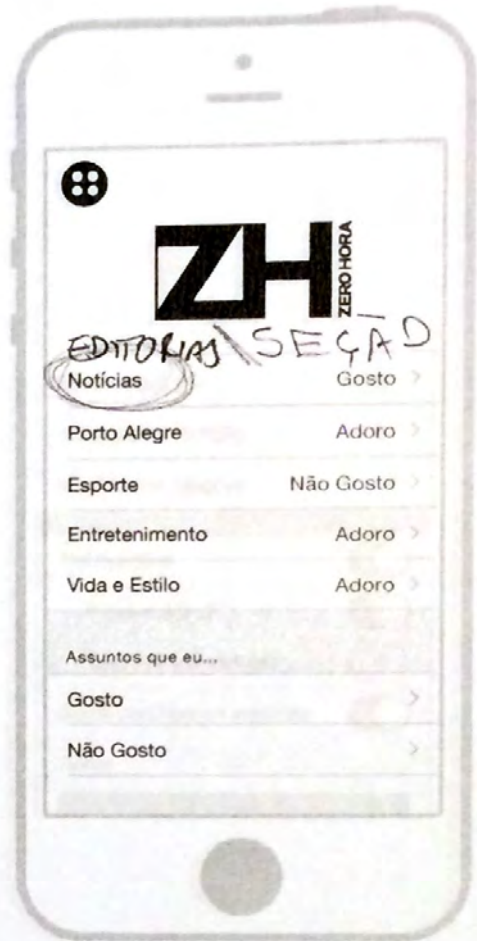 ZH
ZERO HORA
EDITORIAS \ SEÇÃO
Notícias Gosto >
Porto Alegre Adoro >
Esporte Não Gosto >
Entretenimento Adoro >
Vida e Estilo Adoro >
Assuntos que eu...
Gosto >
Não Gosto >